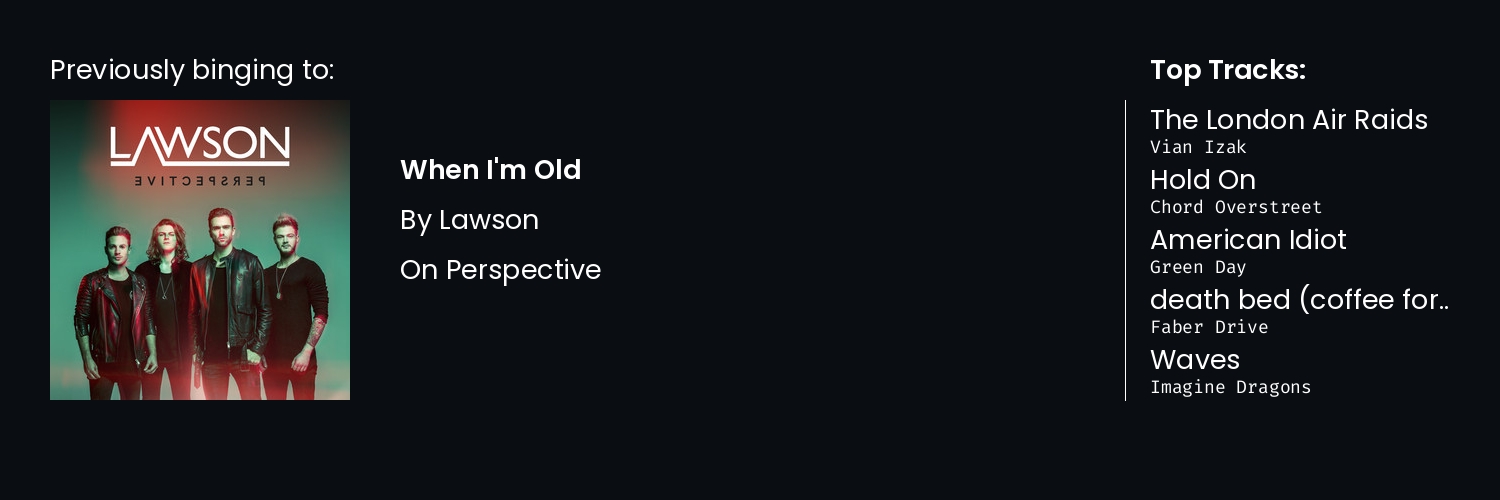 Previously binging to:
LAWSON
PERSPECTIVE
When I'm Old
By Lawson
On Perspective
Top Tracks:
The London Air Raids
Vian Izak
Hold On
Chord Overstreet
American Idiot
Green Day
death bed (coffee for..
Faber Drive
Waves
Imagine Dragons